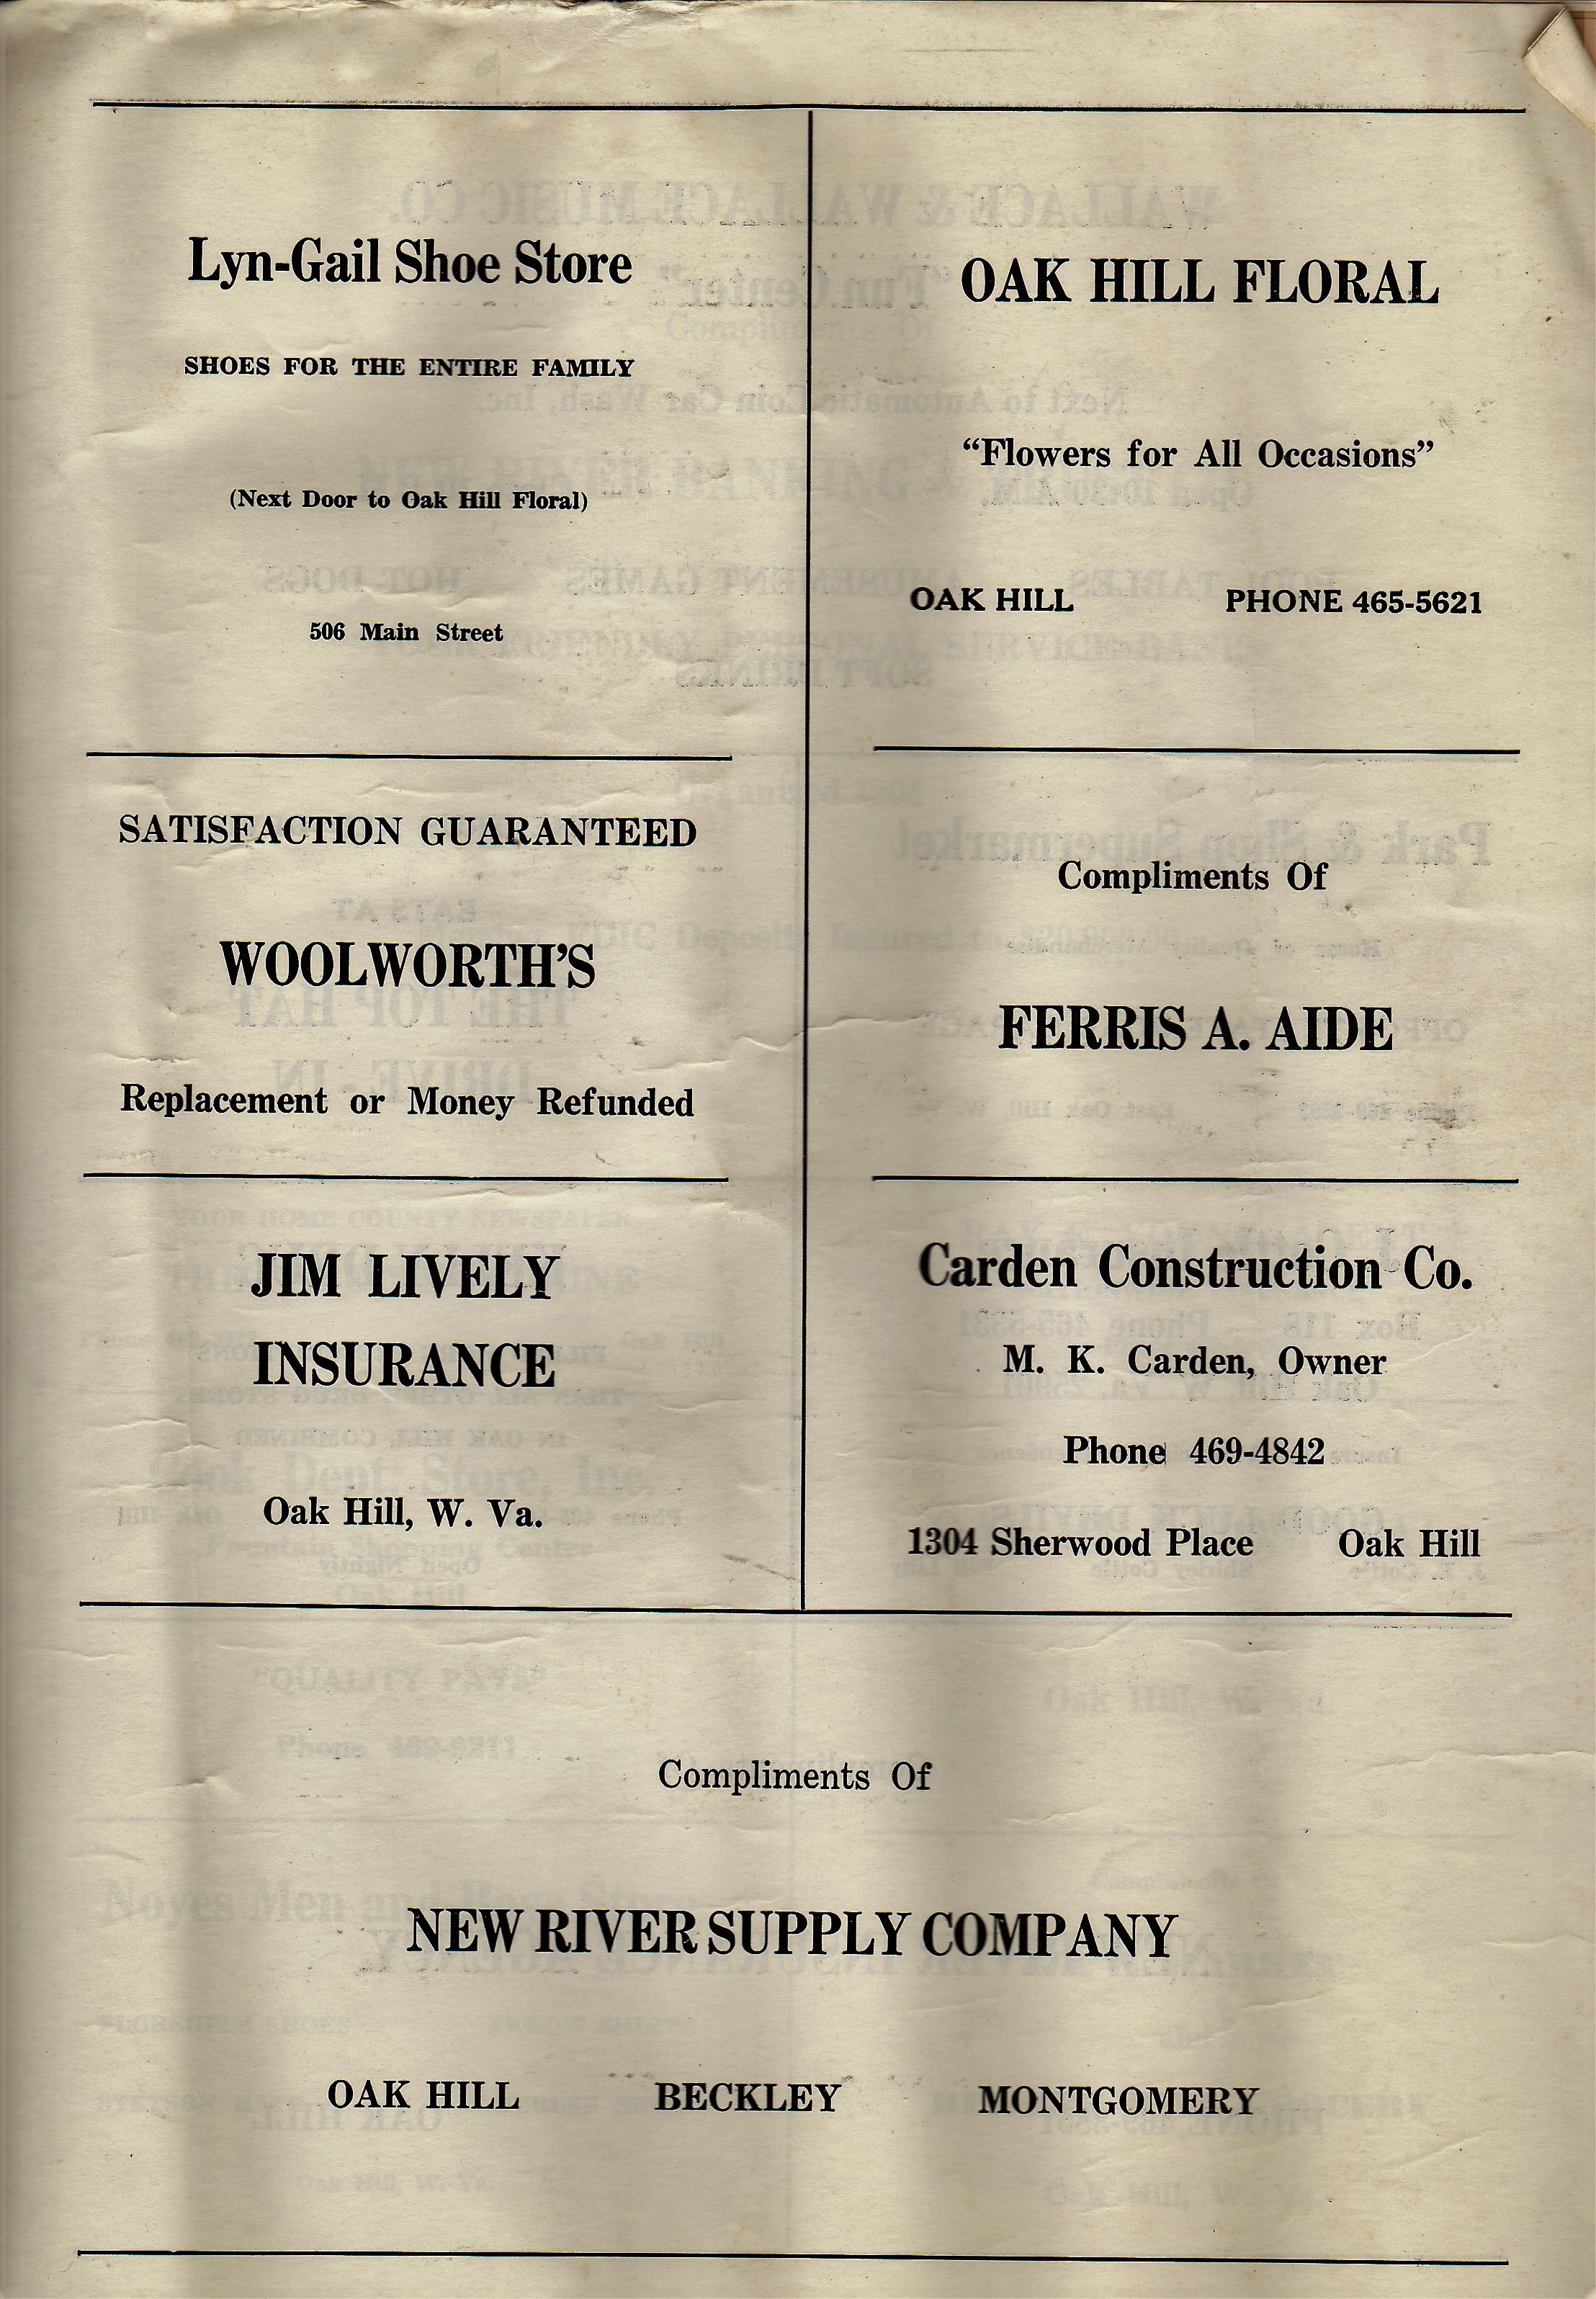 Lyn-Gail Shoe Store
SHOES FOR THE ENTIRE FAMILY
(Next Door to Oak Hill Floral)
506 Main Street
OAK HILL FLORAL
“Flowers for All Occasions”
OAK HILL PHONE 465-5621
SATISFACTION GUARANTEED
WOOLWORTH’S
Replacement or Money Refunded
Compliments Of
FERRIS A. AIDE
JIM LIVELY
INSURANCE
Oak Hill, W. Va.
Carden Construction Co.
M. K. Carden, Owner
Phone 469-4842
1304 Sherwood Place Oak Hill
Compliments Of
NEW RIVER SUPPLY COMPANY
OAK HILL BECKLEY MONTGOMERY